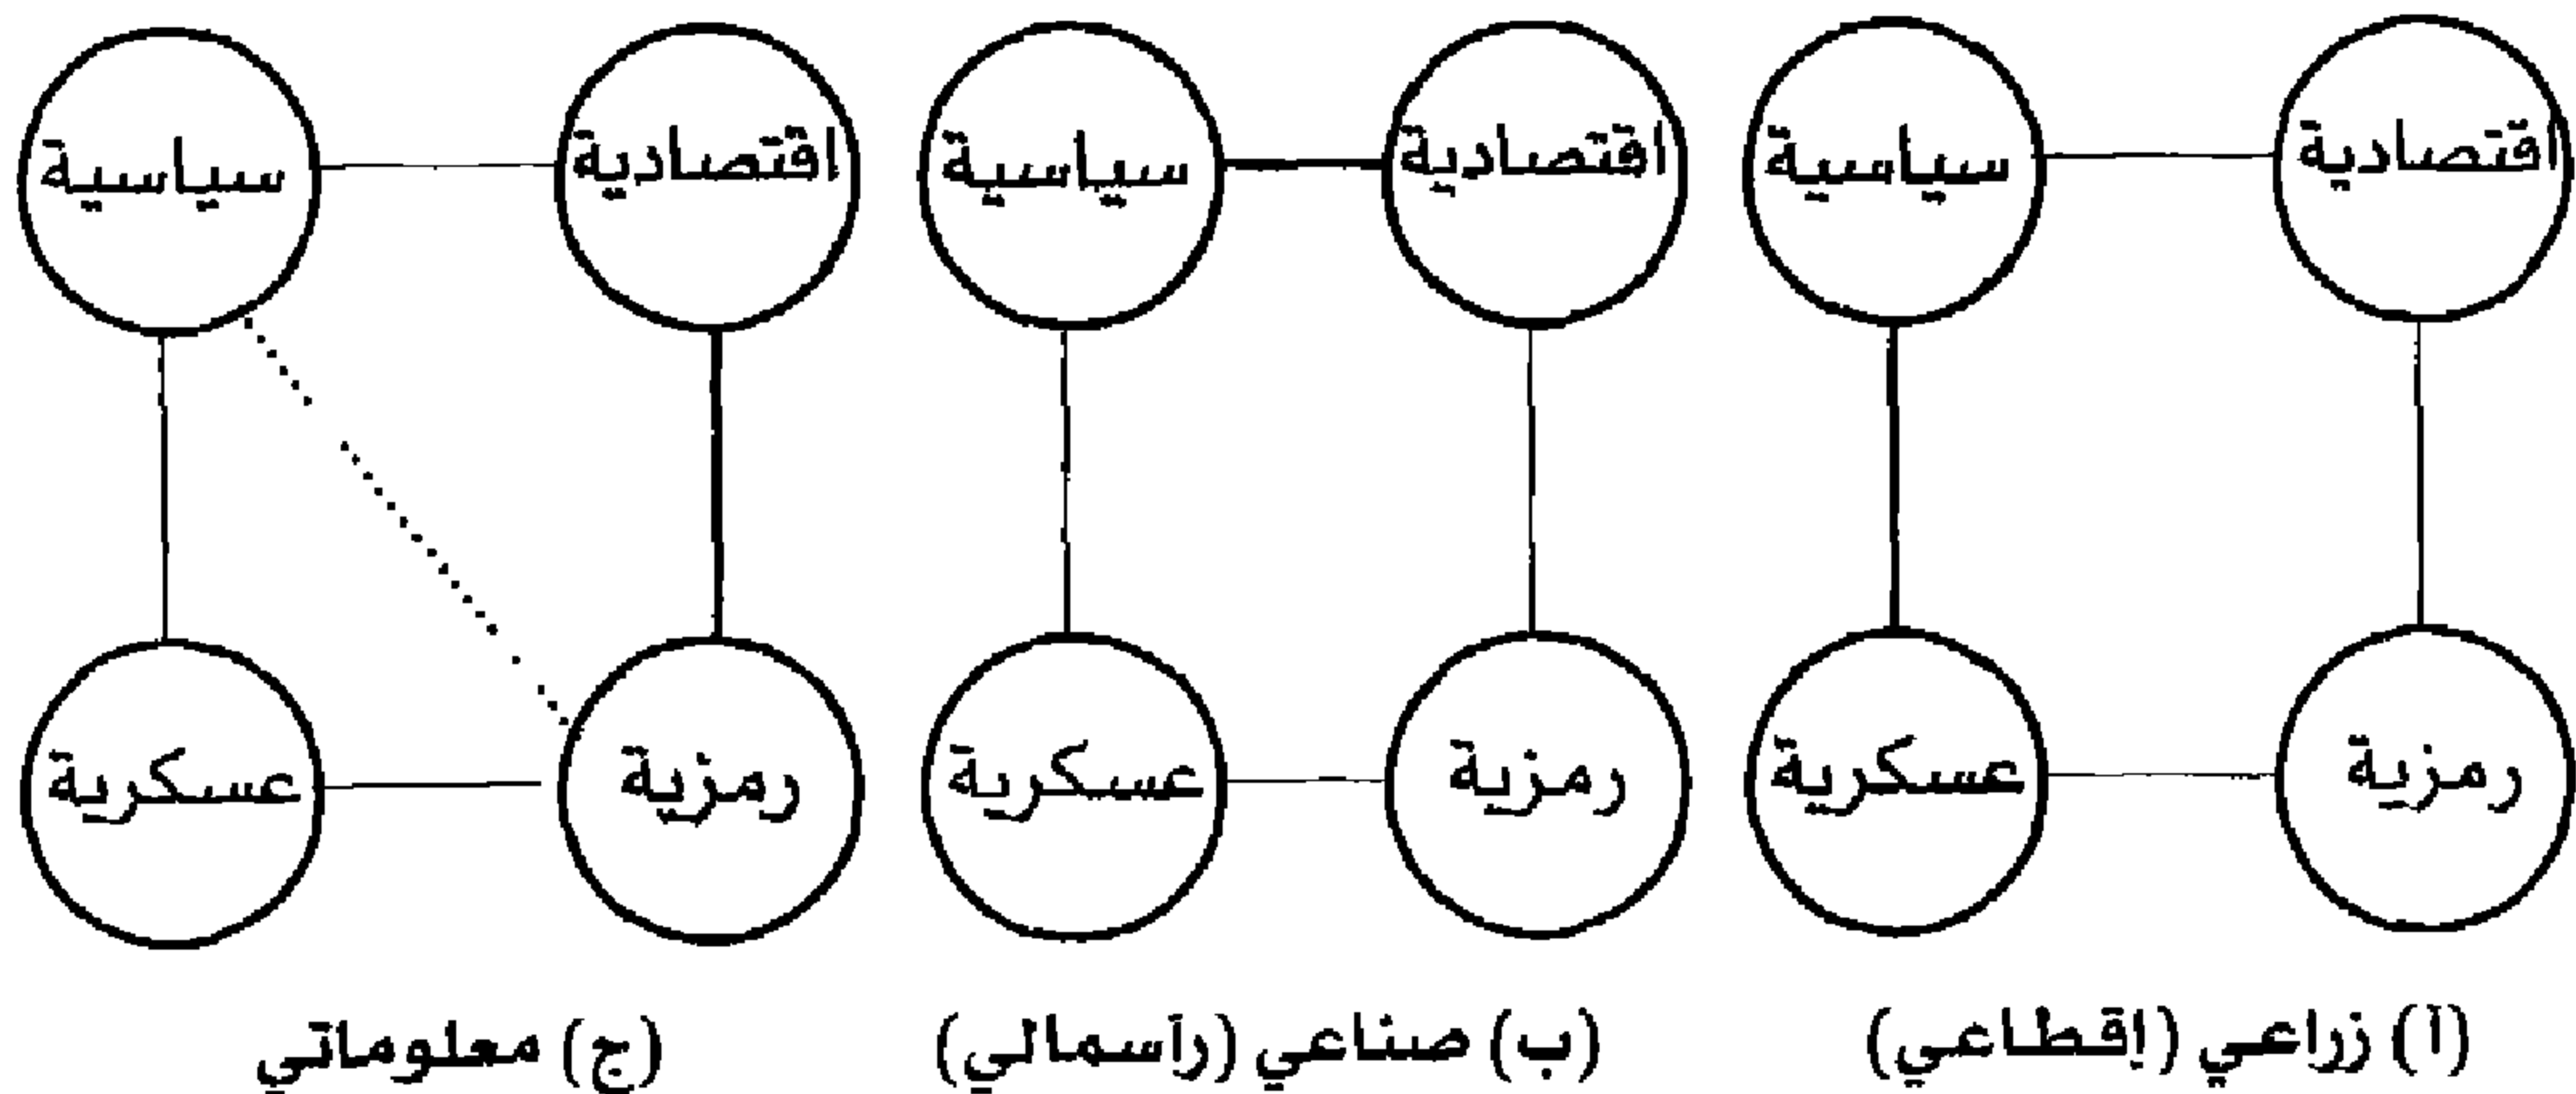 اقتصادية سياسية
رمزية عسكرية
(أ) زراعي (إقطاعي)
اقتصادية سياسية
رمزية عسكرية
(ب) صناعي (رأسمالي)
اقتصادية سياسية
رمزية عسكرية
(ج) معلوماتي